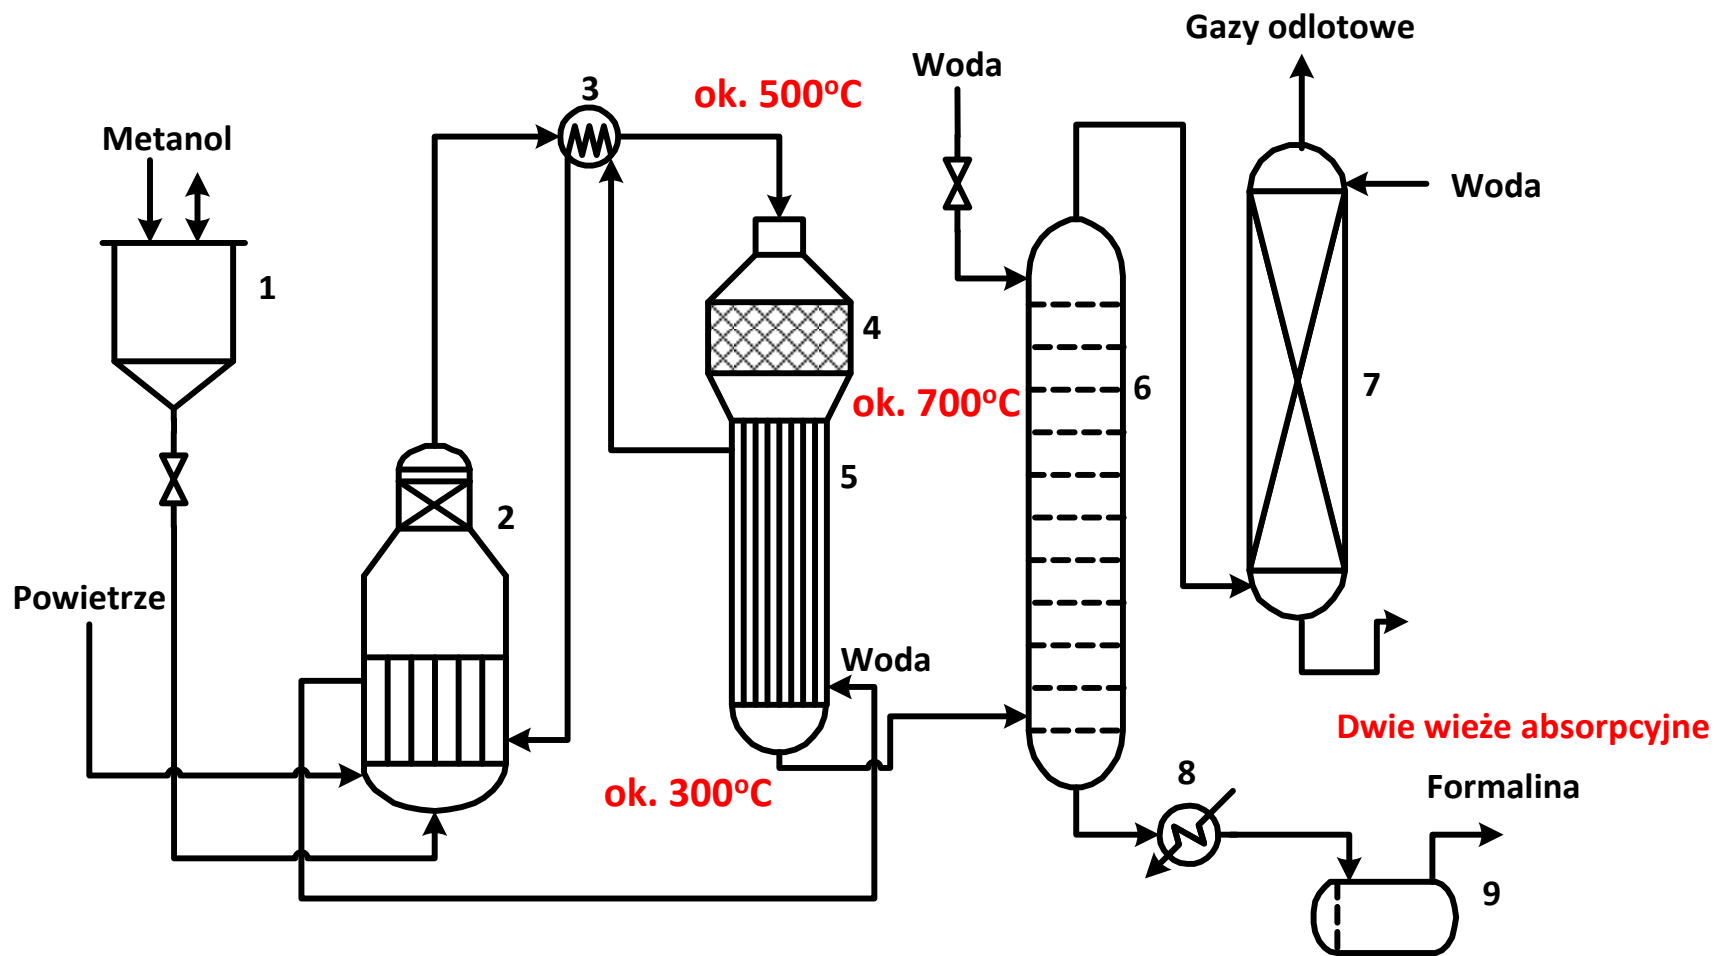 Gazy odlotowe
Woda
3
ok. 500°C
Metanol
Woda
1
4
6
7
ok. 700°C
5
2
Powietrze
Woda
Dwie wieże absorpcyjne
8
ok. 300°C
Formalina
9